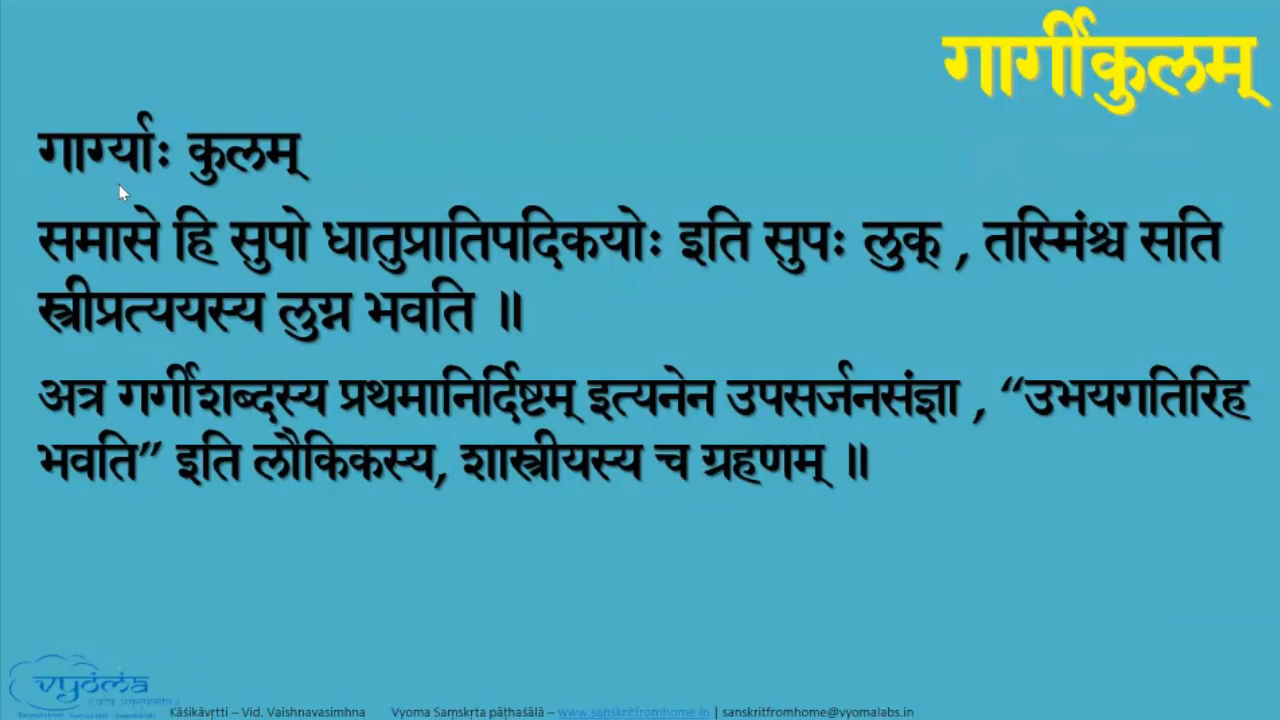 गार्गीकुलम्
गार्ग्याः कुलम्
समासे हि सुपो धातुप्रातिपदिकयोः इति सुपः लुक् , तस्मिंश्च सति
स्त्रीप्रत्ययस्य लुग्न भवति ॥
अत्र गर्गीशब्दस्य प्रथमानिर्दिष्टम् इत्यनेन उपसर्जनसंज्ञा , “उभयगतिरिह
भवति” इति लौकिकस्य, शास्त्रीयस्य च ग्रहणम् ॥
vyoma
Kāśikāvṛtti – Vid. Vaishnavasimhna Vyoma Saṃskṛta pāṭhaśālā – www.sanskritfromhome.in | sanskritfromhome@vyomalabs.in